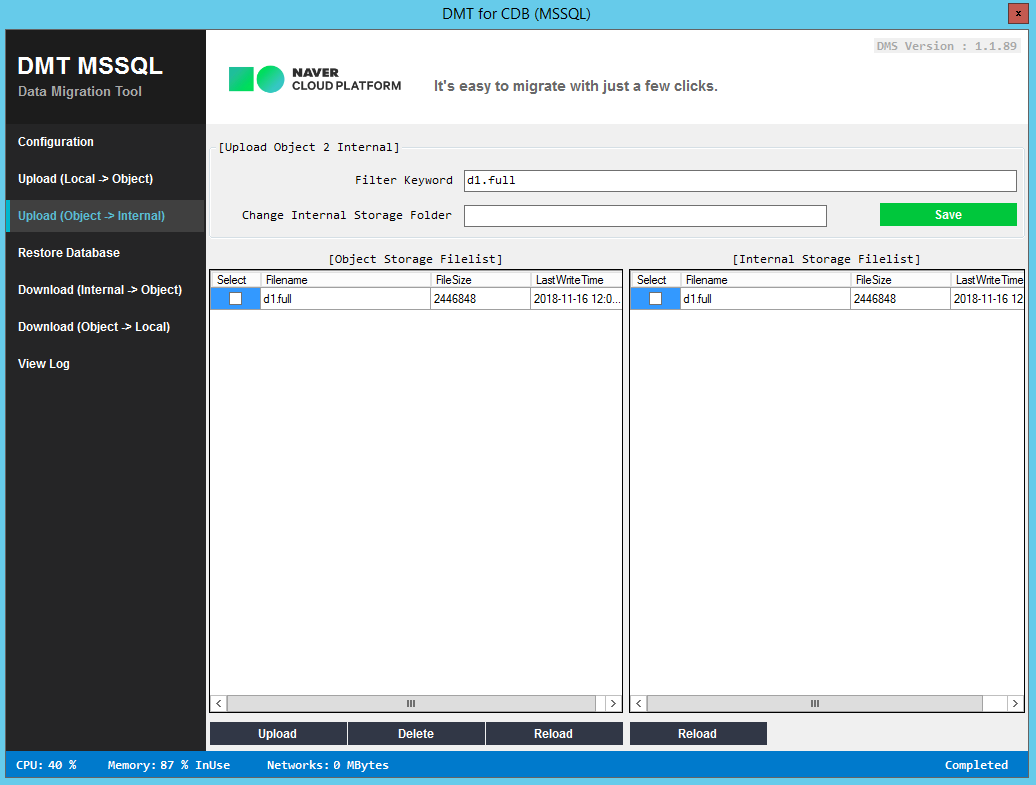 DMT for CDB (MSSQL)
x
DMT MSSQL
Data Migration Tool
NAVER
CLOUD PLATFORM
It's easy to migrate with just a few clicks.
DMS Version : 1.1.89
Configuration
Upload (Local -> Object)
Upload (Object -> Internal)
Restore Database
Download (Internal -> Object)
Download (Object -> Local)
View Log
[Upload Object 2 Internal]
Filter Keyword d1.full
Change Internal Storage Folder Save
[Object Storage Filelist] [Internal Storage Filelist]
Select Filename FileSize LastWriteTime Select Filename FileSize LastWriteTime
d1.full 2446848 2018-11-16 12:0... d1.full 2446848 2018-11-16 12
Upload Delete Reload Reload
CPU: 40 % Memory: 87 % InUse Networks: 0 MBytes Completed